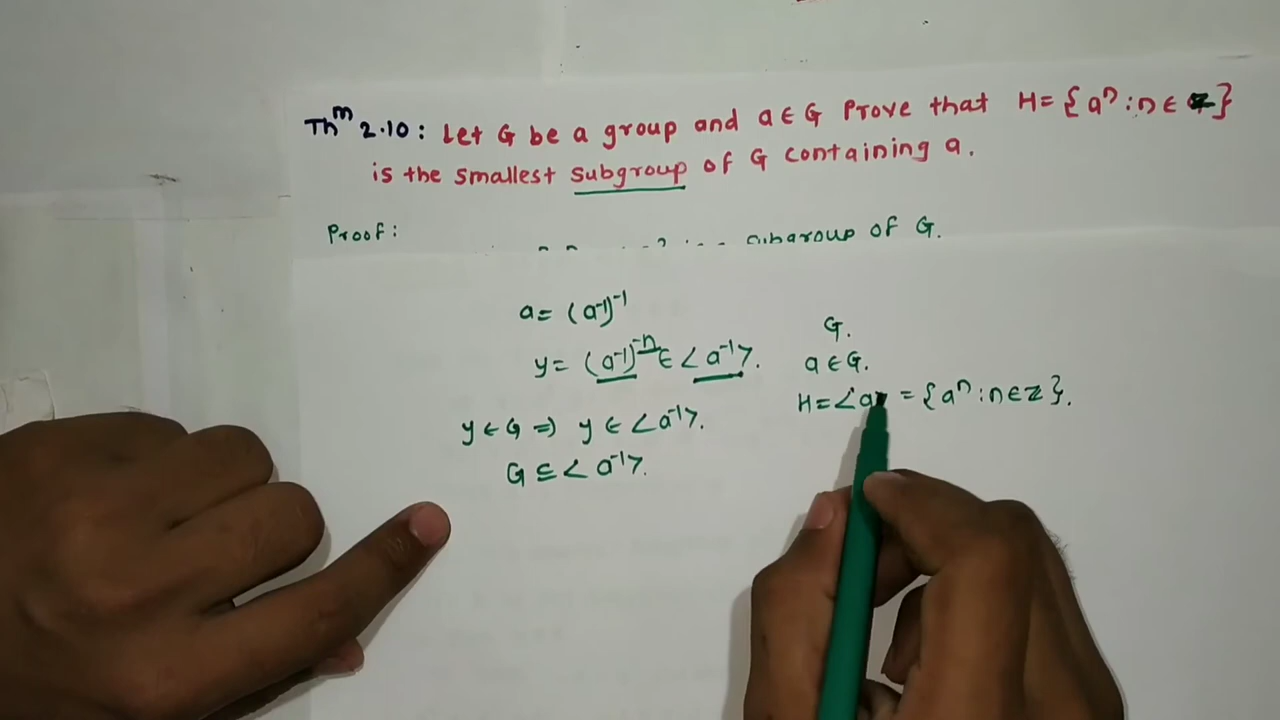 Thm 2.10: Let G be a group and a ∈ G Prove that H = {aⁿ : n ∈ Z}
is the smallest subgroup of G containing a.
Proof:
subgroup of G.
a = (a⁻¹)⁻¹
y = (a⁻¹)⁻ⁿ ∈ <a⁻¹>.
y ∈ G ⇒ y ∈ <a⁻¹>.
G ⊆ <a⁻¹>.
G.
a ∈ G.
H = <a> = {aⁿ : n ∈ Z}.